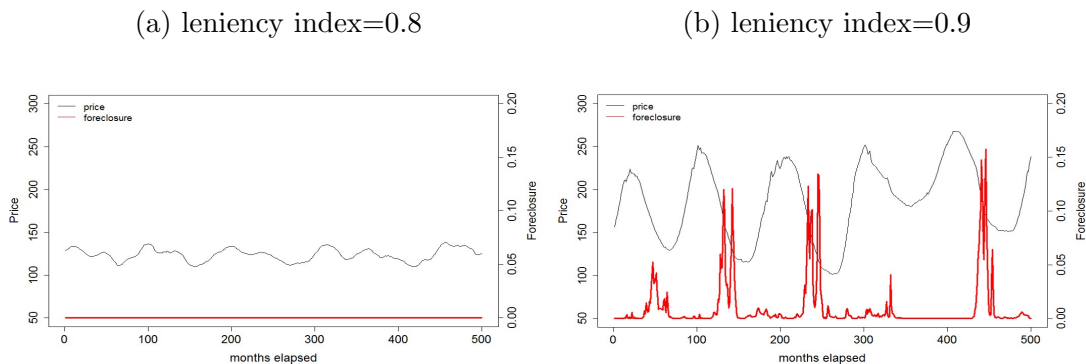 (a) leniency index=0.8
300
250
200
150
100
50
Price
price
foreclosure
0.20
0.15
0.10
0.05
0.00
Foreclosure
0 100 200 300 400 500
months elapsed
(b) leniency index=0.9
300
250
200
150
100
50
Price
price
foreclosure
0.20
0.15
0.10
0.05
0.00
Foreclosure
0 100 200 300 400 500
months elapsed